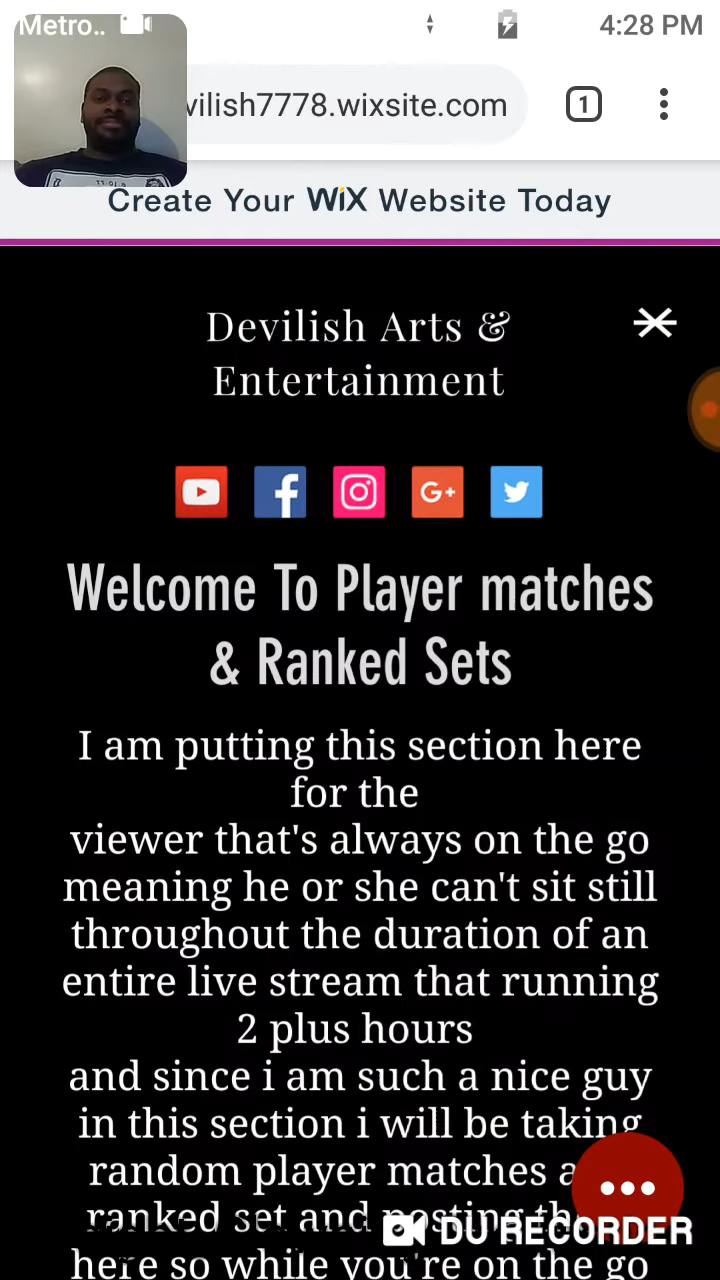 Metro..
4:28 PM
vilish7778.wixsite.com
1
Create Your WiX Website Today
Devilish Arts &
Entertainment
G+
Welcome To Player matches
& Ranked Sets
I am putting this section here
for the
viewer that's always on the go
meaning he or she can't sit still
throughout the duration of an
entire live stream that running
2 plus hours
and since i am such a nice guy
in this section i will be taking
random player matches a
ranked set and posting th
DU RECORDER
here so while you're on the go